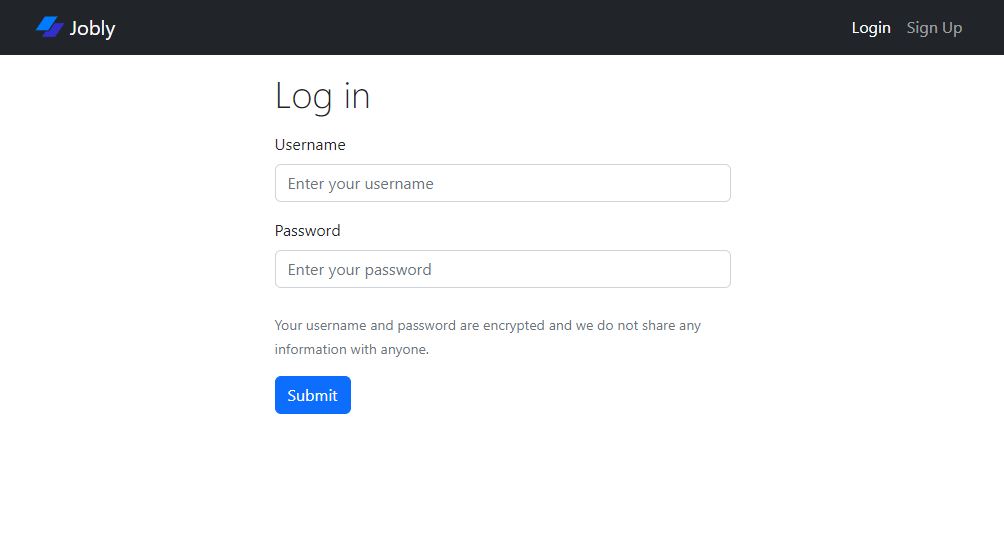 Jobly
Login
Sign Up
Log in
Username
Enter your username
Password
Enter your password
Your username and password are encrypted and we do not share any
information with anyone.
Submit